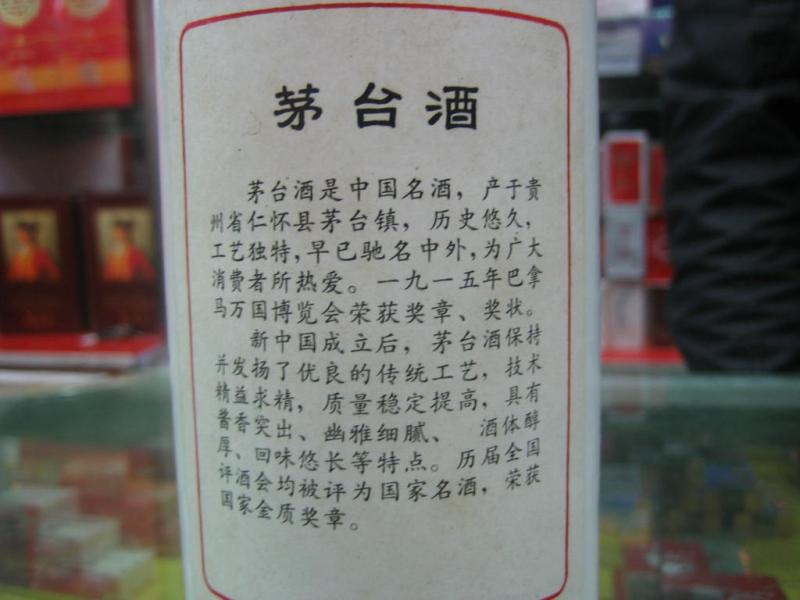 茅台酒
茅台酒是中国名酒，产于贵
州省仁怀县茅台镇，历史悠久，
工艺独特，早已驰名中外，为广大
消费者所热爱。一九一五年巴拿
马万国博览会荣获奖章、奖状。
新中国成立后，茅台酒保持
并发扬了优良的传统工艺，技术
精益求精，质量稳定提高，具有
酱香突出、幽雅细腻、酒体醇
厚、回味悠长等特点。历届全国
评酒会均被评为国家名酒，荣获
国家金质奖章。